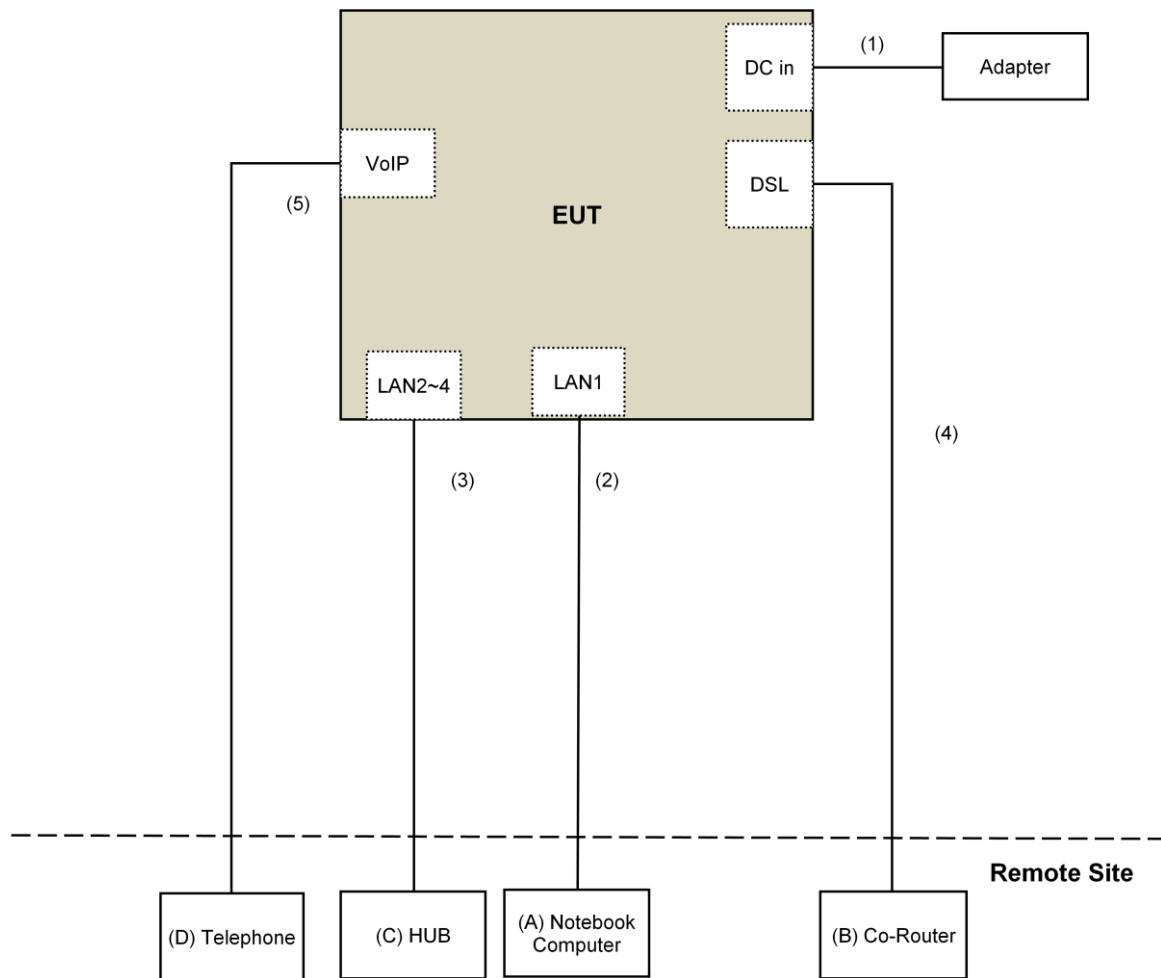 DC in
(1)
Adapter
VoIP
DSL
(5)
EUT
LAN2~4
LAN1
(4)
(3)
(2)
Remote Site
(D) Telephone
(C) HUB
(A) Notebook
Computer
(B) Co-Router